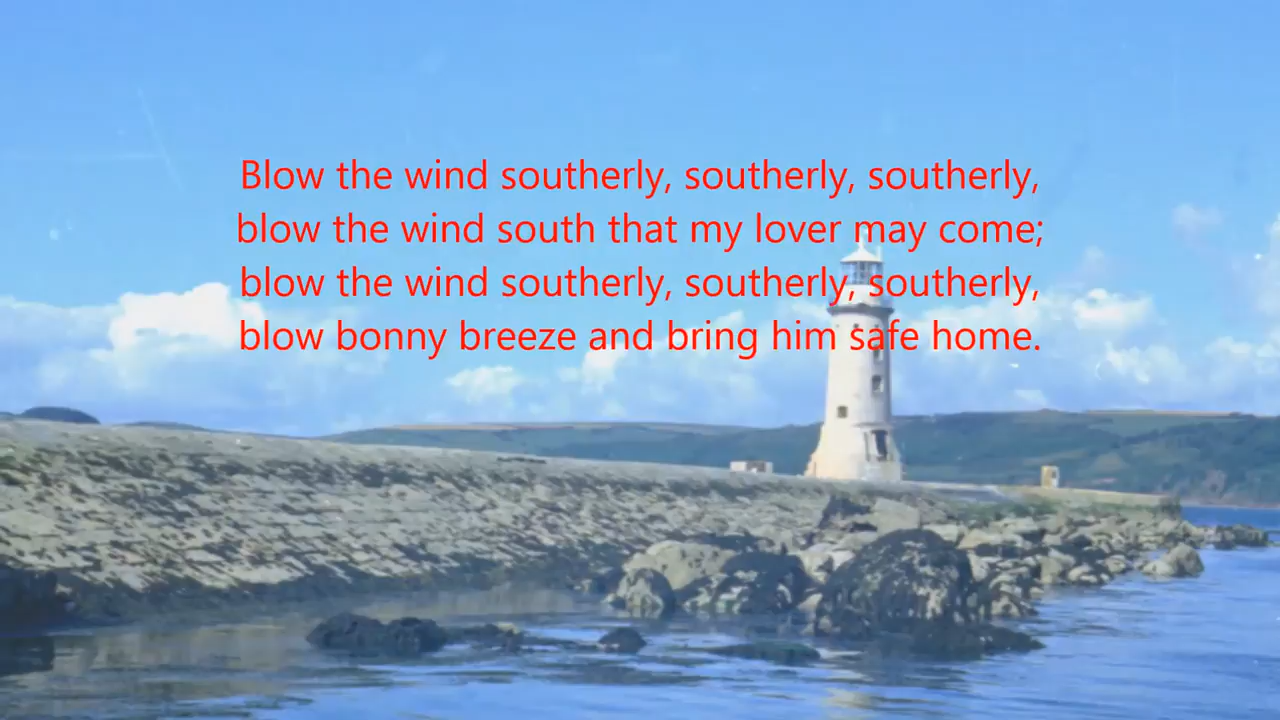 Blow the wind southerly, southerly, southerly,
blow the wind south that my lover may come;
blow the wind southerly, southerly, southerly,
blow bonny breeze and bring him safe home.